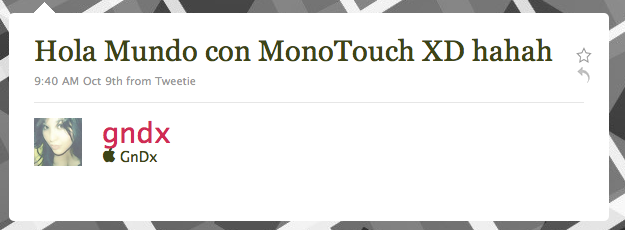 Hola Mundo con MonoTouch XD hahah
9:40 AM Oct 9th from Tweetie
gndx
GnDx